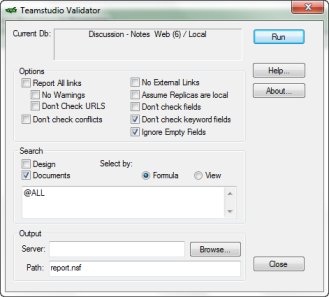 Teamstudio Validator
Current Db: Discussion - Notes Web (6) / Local
Run
Help...
About...
Options
Report All links
No Warnings
Don't Check URLS
Don't check conflicts
No External Links
Assume Replicas are local
Don't check fields
Don't check keyword fields
Ignore Empty Fields
Search
Design
Documents
Select by:
Formula
View
@ALL
Output
Server:
Browse...
Path: report.nsf
Close